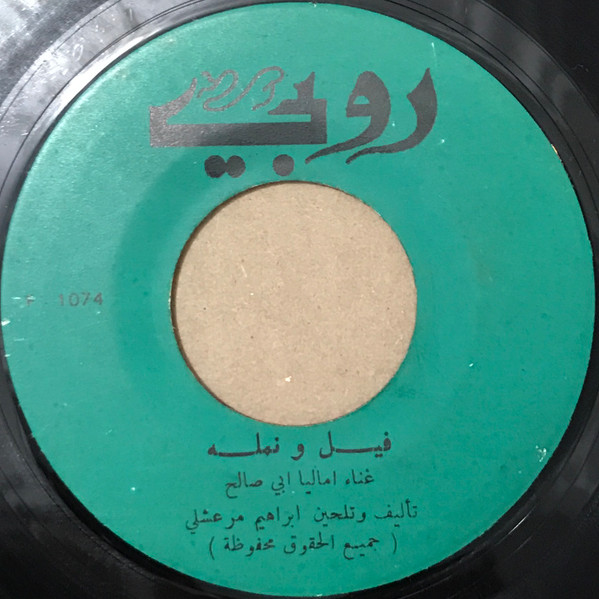 روبي
F 1074
فيل و نمله
غناء اماليا ابي صالح
تأليف وتلحين ابراهيم مرعشلي
( جميع الحقوق محفوظة )